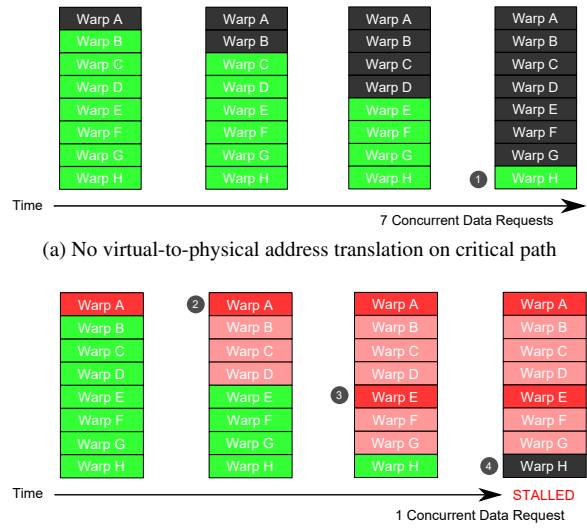 Warp A Warp A Warp A Warp A
Warp B Warp B Warp B Warp B
Warp C Warp C Warp C Warp C
Warp D Warp D Warp D Warp D
Warp E Warp E Warp E Warp E
Warp F Warp F Warp F Warp F
Warp G Warp G Warp G Warp G
Warp H Warp H Warp H 1 Warp H
Time
7 Concurrent Data Requests
(a) No virtual-to-physical address translation on critical path
Warp A 2 Warp A Warp A Warp A
Warp B Warp B Warp B Warp B
Warp C Warp C Warp C Warp C
Warp D Warp D Warp D Warp D
Warp E Warp E 3 Warp E Warp E
Warp F Warp F Warp F Warp F
Warp G Warp G Warp G Warp G
Warp H Warp H Warp H 4 Warp H
Time STALLED
1 Concurrent Data Request